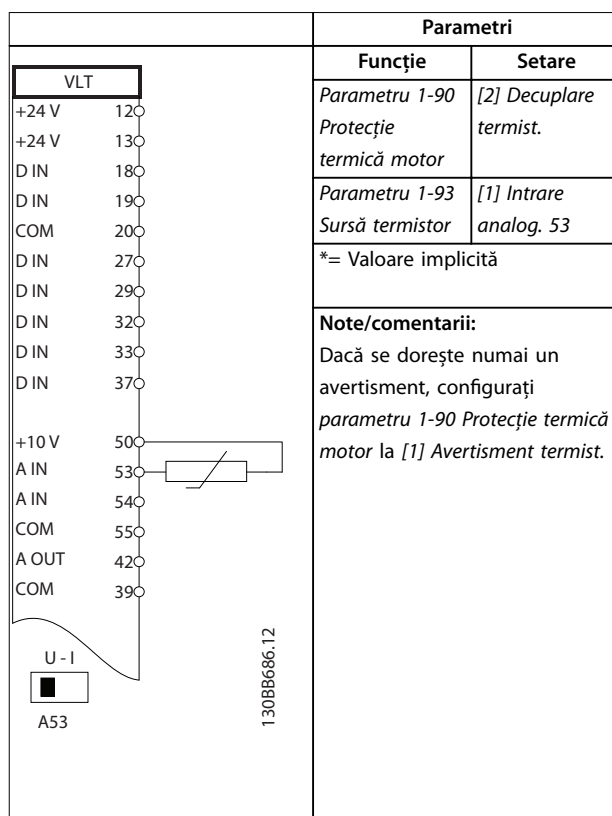 Parametri
Funcție Setare
Parametru 1-90 [2] Decuplare
Protecție termist.
termică motor
Parametru 1-93 [1] Intrare
Sursă termistor analog. 53
*= Valoare implicită
Note/comentarii:
Dacă se dorește numai un
avertisment, configurați
parametru 1-90 Protecție termică
motor la [1] Avertisment termist.
VLT
+24 V 12
+24 V 13
D IN 18
D IN 19
COM 20
D IN 27
D IN 29
D IN 32
D IN 33
D IN 37
+10 V 50
A IN 53
A IN 54
COM 55
A OUT 42
COM 39
U - I
A53
130BB686.12